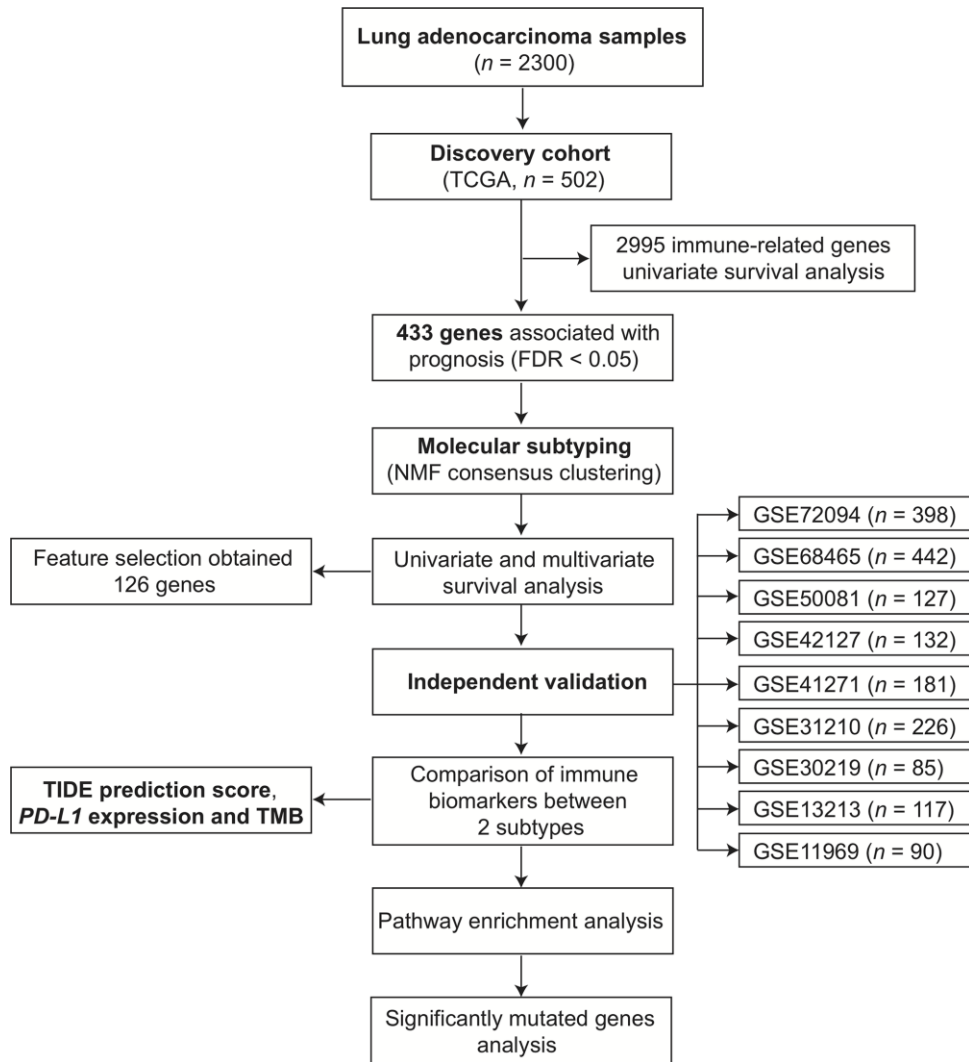 Lung adenocarcinoma samples
(n = 2300)
Discovery cohort
(TCGA, n = 502)
2995 immune-related genes
univariate survival analysis
433 genes associated with
prognosis (FDR < 0.05)
Molecular subtyping
(NMF consensus clustering)
Feature selection obtained
126 genes
Univariate and multivariate
survival analysis
Independent validation
GSE72094 (n = 398)
GSE68465 (n = 442)
GSE50081 (n = 127)
GSE42127 (n = 132)
GSE41271 (n = 181)
GSE31210 (n = 226)
GSE30219 (n = 85)
GSE13213 (n = 117)
GSE11969 (n = 90)
TIDE prediction score,
PD-L1 expression and TMB
Comparison of immune
biomarkers between
2 subtypes
Pathway enrichment analysis
Significantly mutated genes
analysis